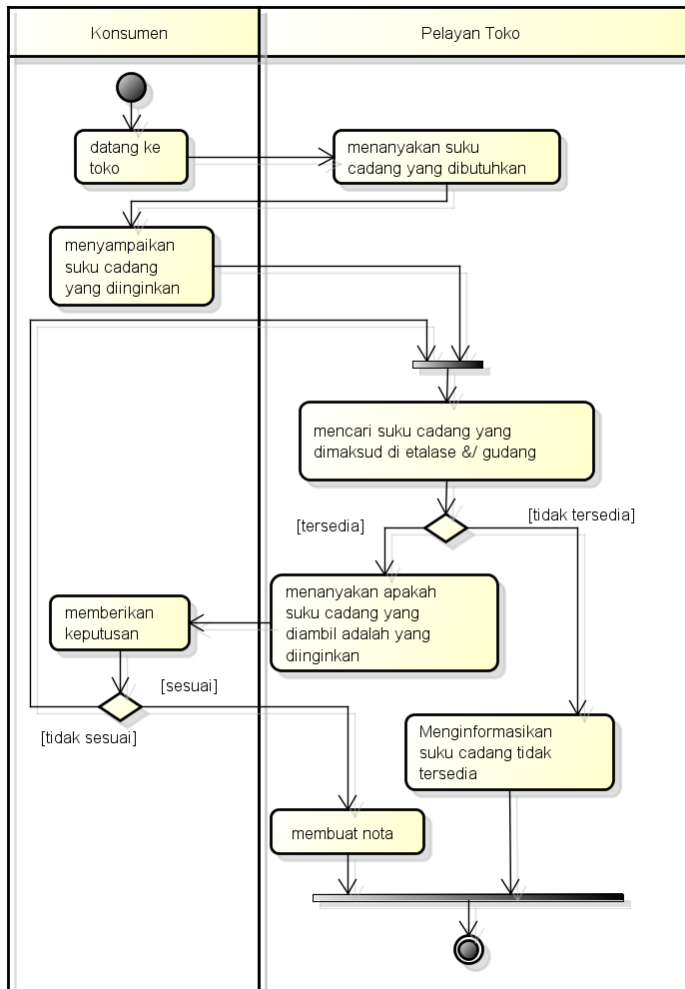 Konsumen
Pelayan Toko
datang ke
toko
menanyakan suku
cadang yang dibutuhkan
menyampaikan
suku cadang
yang diinginkan
mencari suku cadang yang
dimaksud di etalase &/ gudang
[tersedia]
[tidak tersedia]
menanyakan apakah
suku cadang yang
diambil adalah yang
diinginkan
memberikan
keputusan
[sesuai]
[tidak sesuai]
Menginformasikan
suku cadang tidak
tersedia
membuat nota